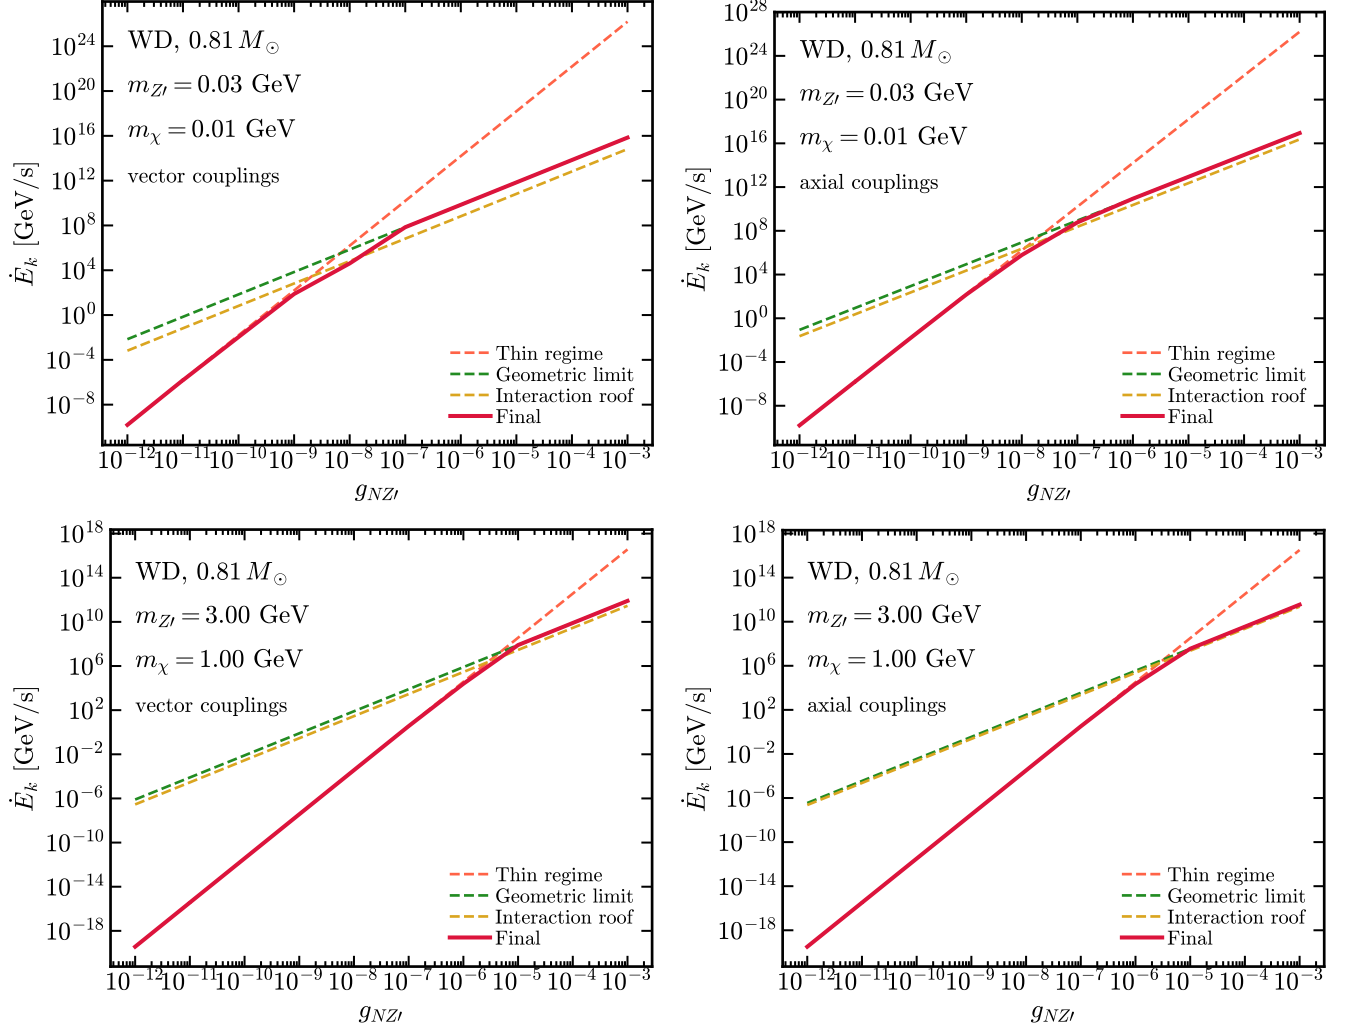 10^24
10^20
10^16
10^12
10^8
10^4
10^0
10^−4
10^−8
Ė_k [GeV/s]
WD, 0.81 M_⊙
m_Z′ = 0.03 GeV
m_χ = 0.01 GeV
vector couplings
Thin regime
Geometric limit
Interaction roof
Final
10^−12 10^−11 10^−10 10^−9 10^−8 10^−7 10^−6 10^−5 10^−4 10^−3
g_NZ′
10^28
10^24
10^20
10^16
10^12
10^8
10^4
10^0
10^−4
10^−8
Ė_k [GeV/s]
WD, 0.81 M_⊙
m_Z′ = 0.03 GeV
m_χ = 0.01 GeV
axial couplings
Thin regime
Geometric limit
Interaction roof
Final
10^−12 10^−11 10^−10 10^−9 10^−8 10^−7 10^−6 10^−5 10^−4 10^−3
g_NZ′
10^18
10^14
10^10
10^6
10^2
10^−2
10^−6
10^−10
10^−14
10^−18
Ė_k [GeV/s]
WD, 0.81 M_⊙
m_Z′ = 3.00 GeV
m_χ = 1.00 GeV
vector couplings
Thin regime
Geometric limit
Interaction roof
Final
10^−12 10^−11 10^−10 10^−9 10^−8 10^−7 10^−6 10^−5 10^−4 10^−3
g_NZ′
10^18
10^14
10^10
10^6
10^2
10^−2
10^−6
10^−10
10^−14
10^−18
Ė_k [GeV/s]
WD, 0.81 M_⊙
m_Z′ = 3.00 GeV
m_χ = 1.00 GeV
axial couplings
Thin regime
Geometric limit
Interaction roof
Final
10^−12 10^−11 10^−10 10^−9 10^−8 10^−7 10^−6 10^−5 10^−4 10^−3
g_NZ′